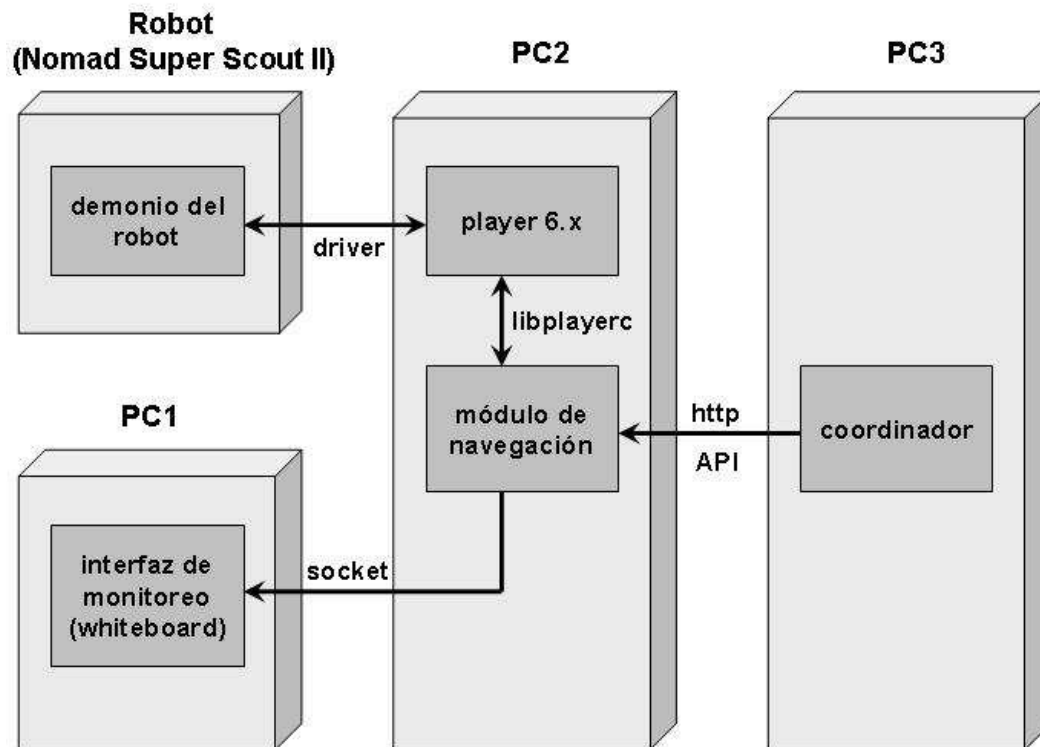 Robot
(Nomad Super Scout II)
PC2
PC3
demonio del
robot
driver
player 6.x
libplayerc
PC1
módulo de
navegación
http
API
coordinador
interfaz de
monitoreo
(whiteboard)
socket